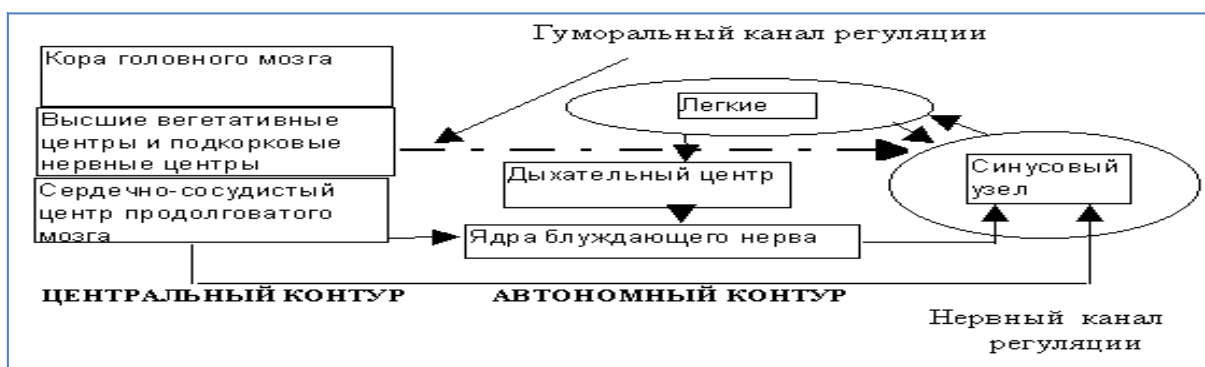 Гуморальный канал регуляции
Кора головного мозга
Легкие
Высшие вегетативные
центры и подкорковые
нервные центры
Дыхательный центр
Синусовый
узел
Сердечно-сосудистый
центр продолговатого
мозга
Ядра блуждающего нерва
ЦЕНТРАЛЬНЫЙ КОНТУР
АВТОНОМНЫЙ КОНТУР
Нервный канал
регуляции